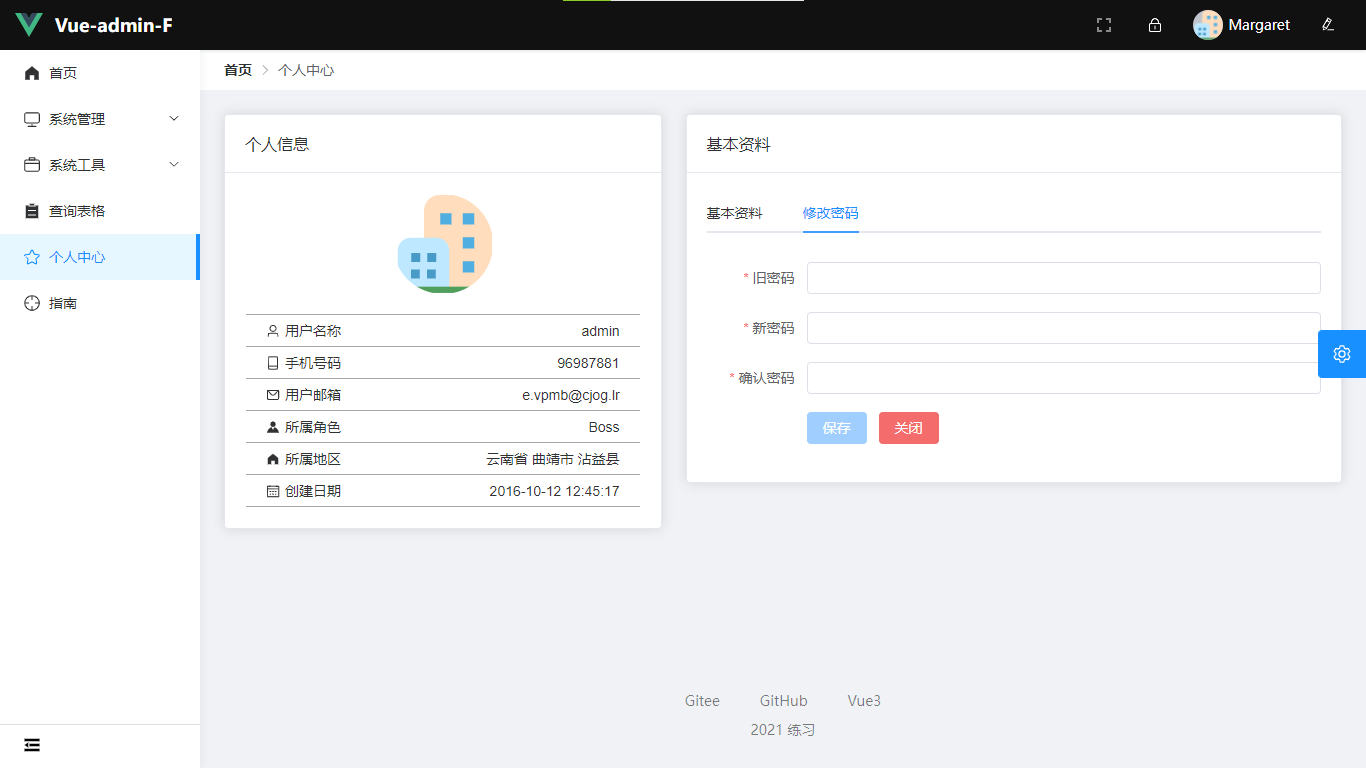 Vue-admin-F
Margaret
首页
系统管理
系统工具
查询表格
个人中心
指南
首页 个人中心
个人信息
用户名称 admin
手机号码 96987881
用户邮箱 e.vpmb@cjog.lr
所属角色 Boss
所属地区 云南省 曲靖市 沾益县
创建日期 2016-10-12 12:45:17
基本资料
基本资料 修改密码
* 旧密码
* 新密码
* 确认密码
保存 关闭
Gitee GitHub Vue3
2021 练习